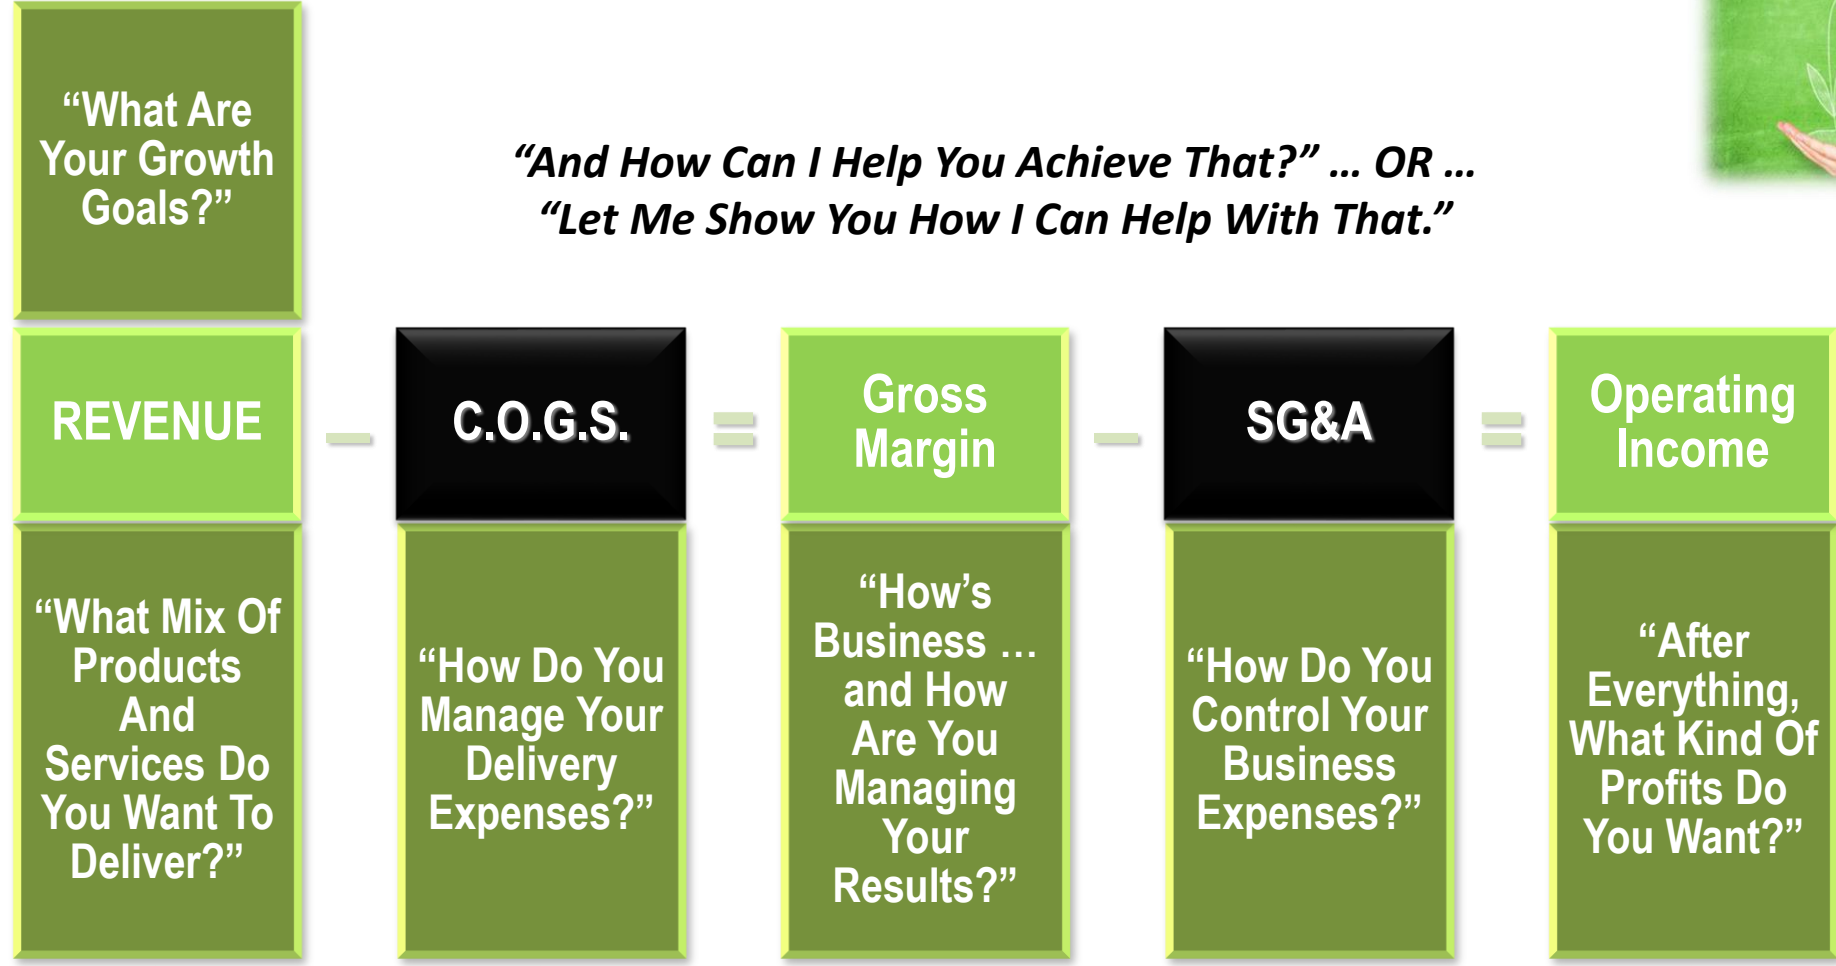 “What Are
Your Growth
Goals?”
“And How Can I Help You Achieve That?” … OR …
“Let Me Show You How I Can Help With That.”
REVENUE
–
C.O.G.S.
=
Gross
Margin
–
SG&A
=
Operating
Income
“What Mix Of
Products
And
Services Do
You Want To
Deliver?”
“How Do You
Manage Your
Delivery
Expenses?”
“How’s
Business …
and How
Are You
Managing
Your
Results?”
“How Do You
Control Your
Business
Expenses?”
“After
Everything,
What Kind Of
Profits Do
You Want?”